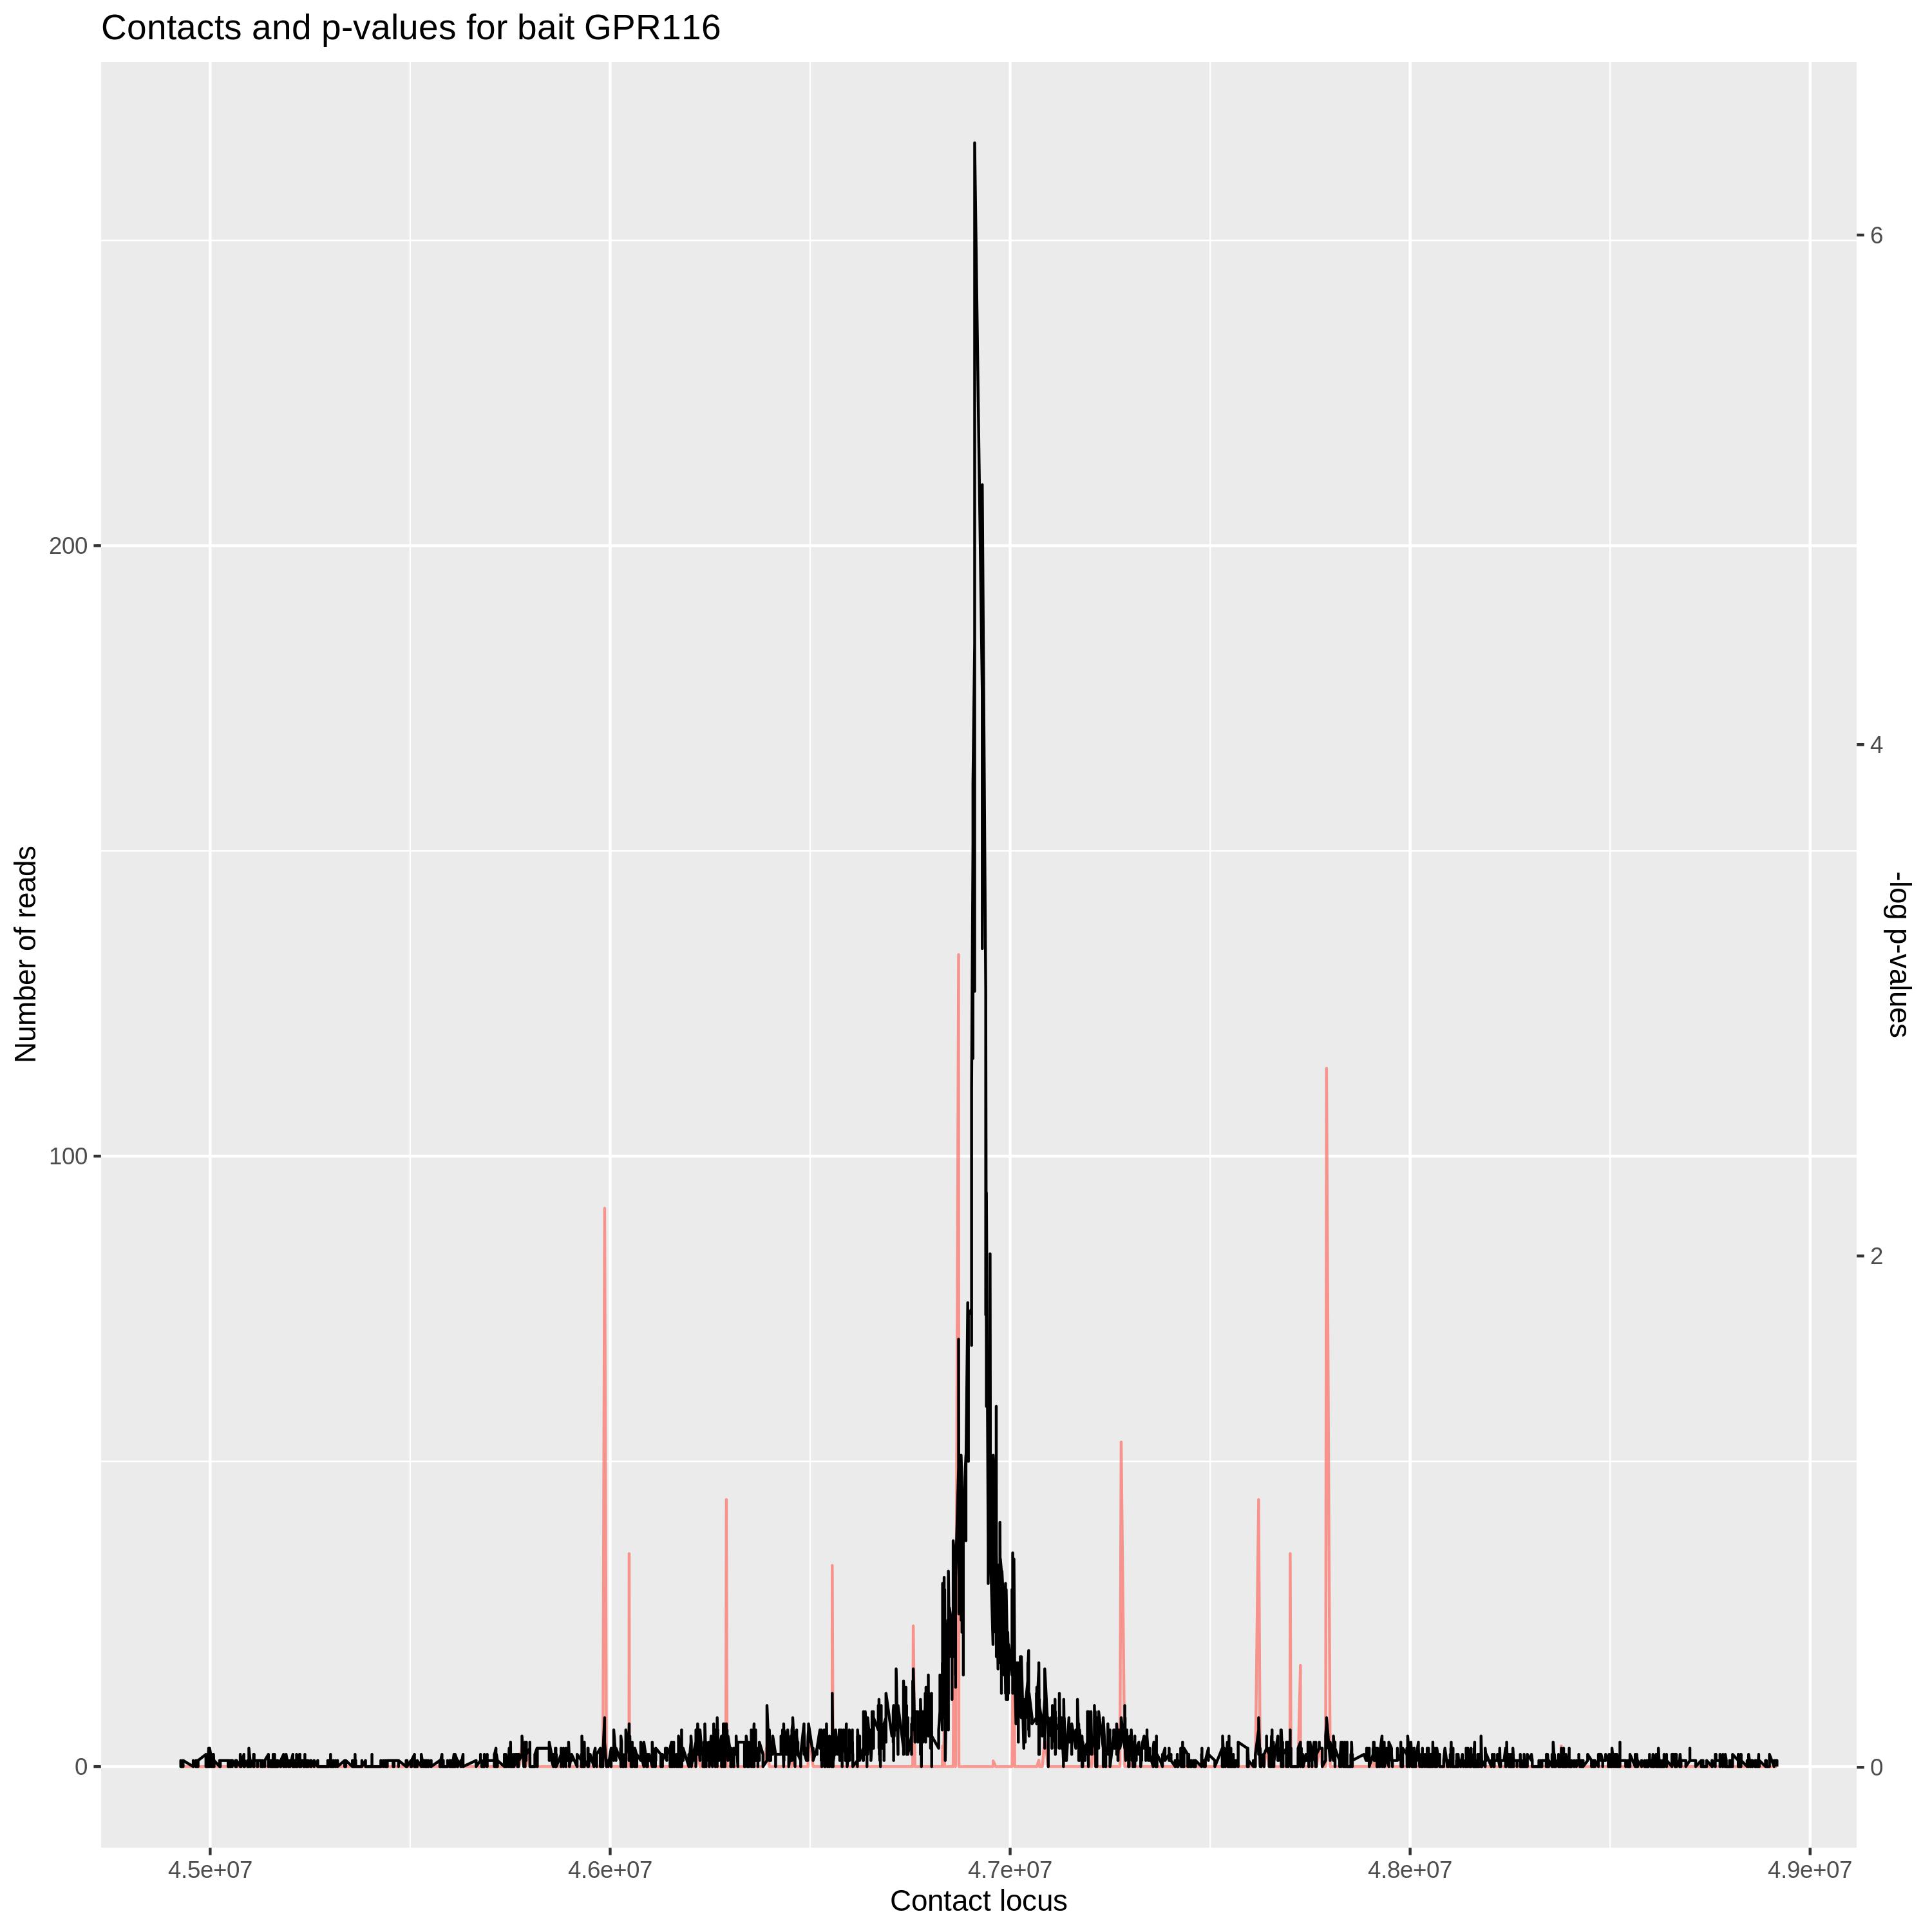 Contacts and p-values for bait GPR116
Number of reads
200
100
0
6
4
2
0
-log p-values
4.5e+07 4.6e+07 4.7e+07 4.8e+07 4.9e+07
Contact locus